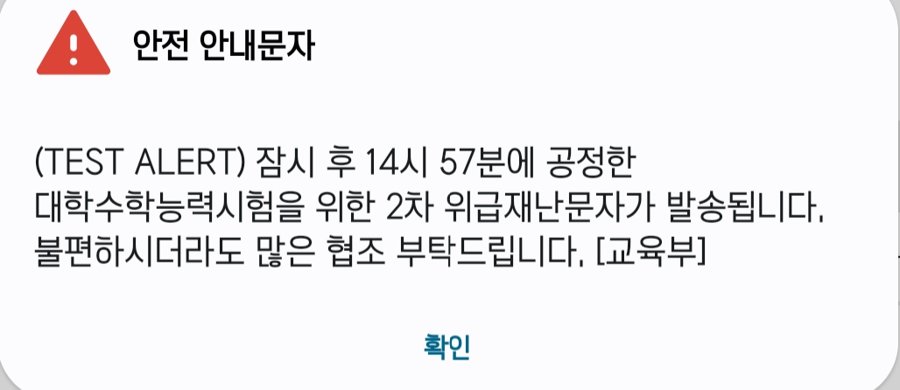 안전 안내문자
(TEST ALERT) 잠시 후 14시 57분에 공정한
대학수학능력시험을 위한 2차 위급재난문자가 발송됩니다.
불편하시더라도 많은 협조 부탁드립니다. [교육부]
확인